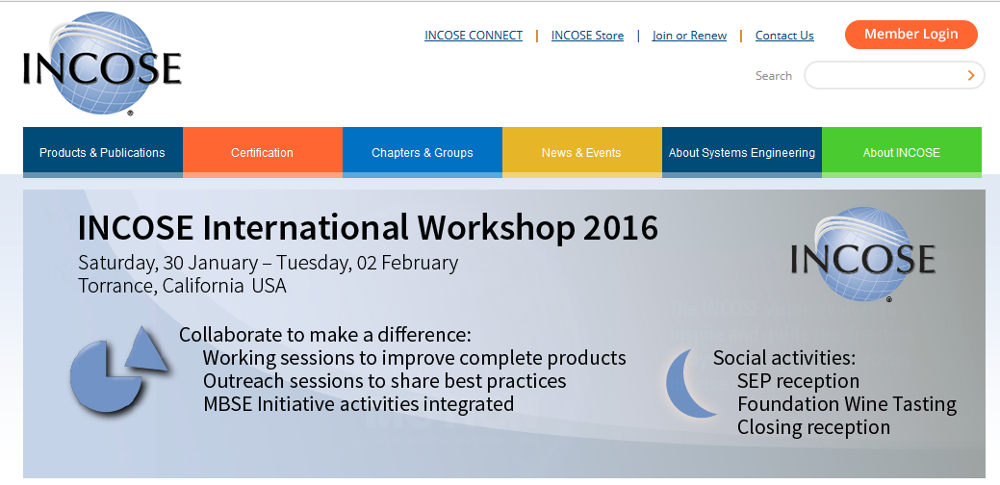 INCOSE CONNECT | INCOSE Store | Join or Renew | Contact Us
Member Login
INCOSE
®
Search
Products & Publications
Certification
Chapters & Groups
News & Events
About Systems Engineering
About INCOSE
INCOSE International Workshop 2016
Saturday, 30 January – Tuesday, 02 February
Torrance, California USA
INCOSE
®
Collaborate to make a difference:
Working sessions to improve complete products
Outreach sessions to share best practices
MBSE Initiative activities integrated
Social activities:
SEP reception
Foundation Wine Tasting
Closing reception